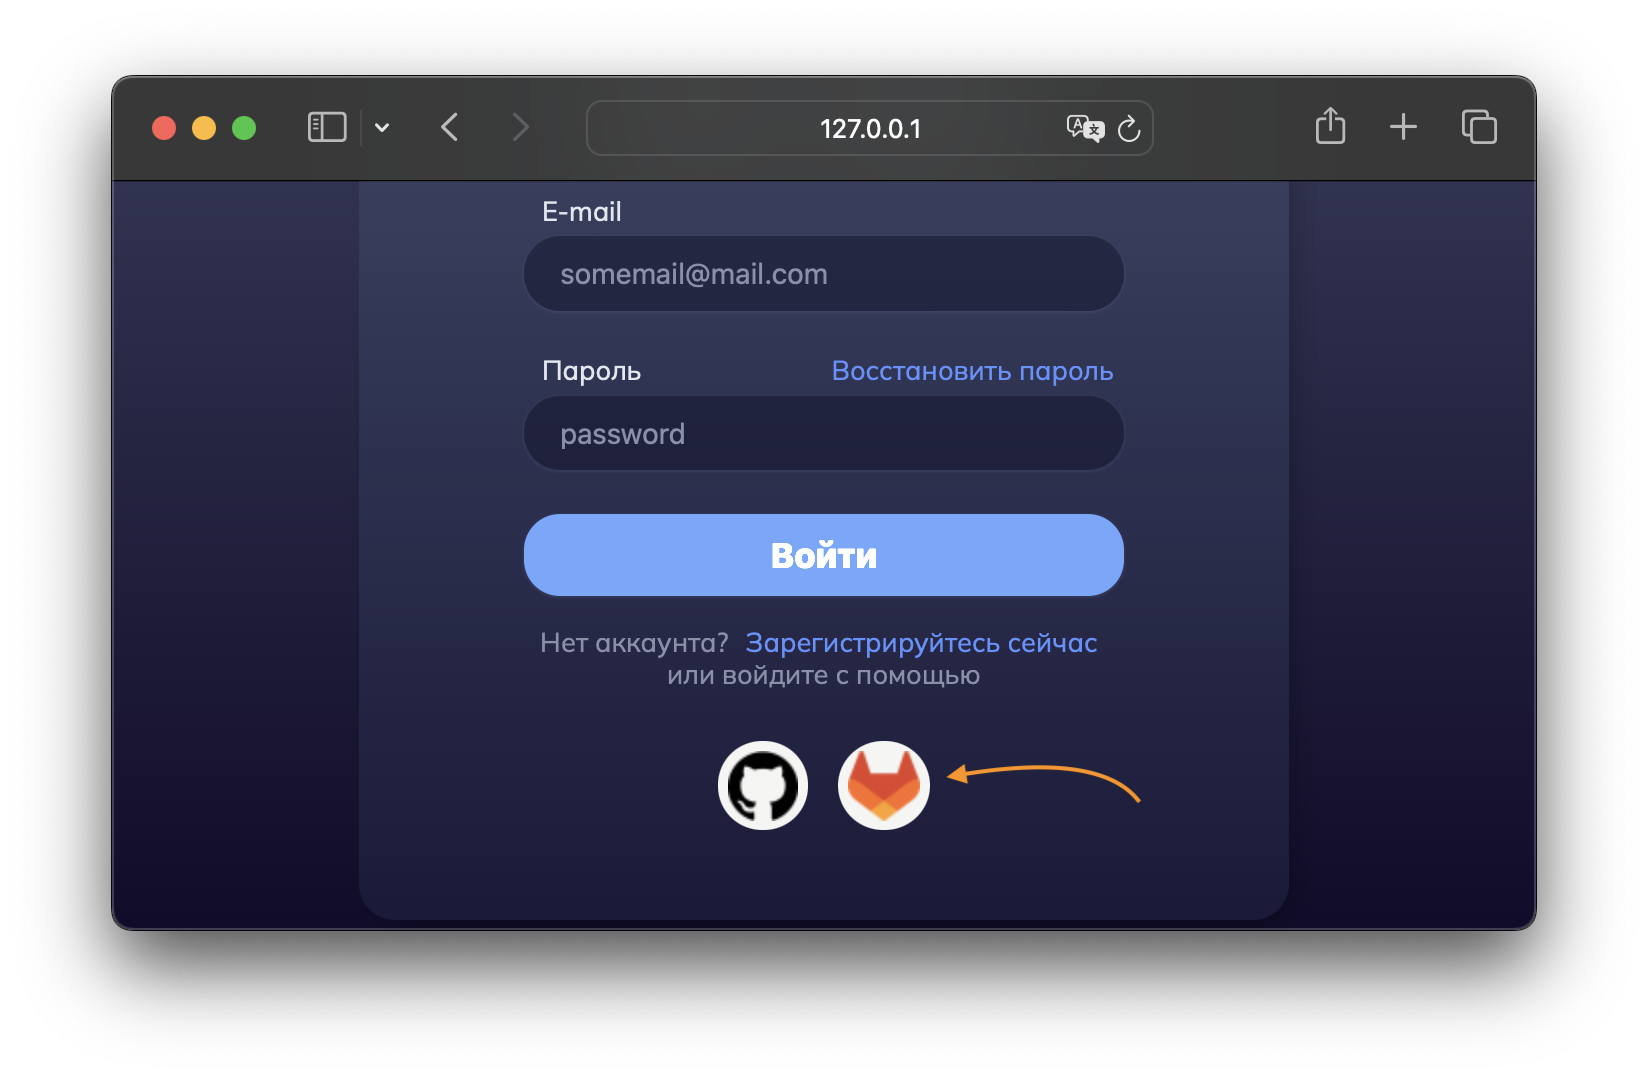 127.0.0.1
E-mail
somemail@mail.com
Пароль Восстановить пароль
password
Войти
Нет аккаунта? Зарегистрируйтесь сейчас
или войдите с помощью